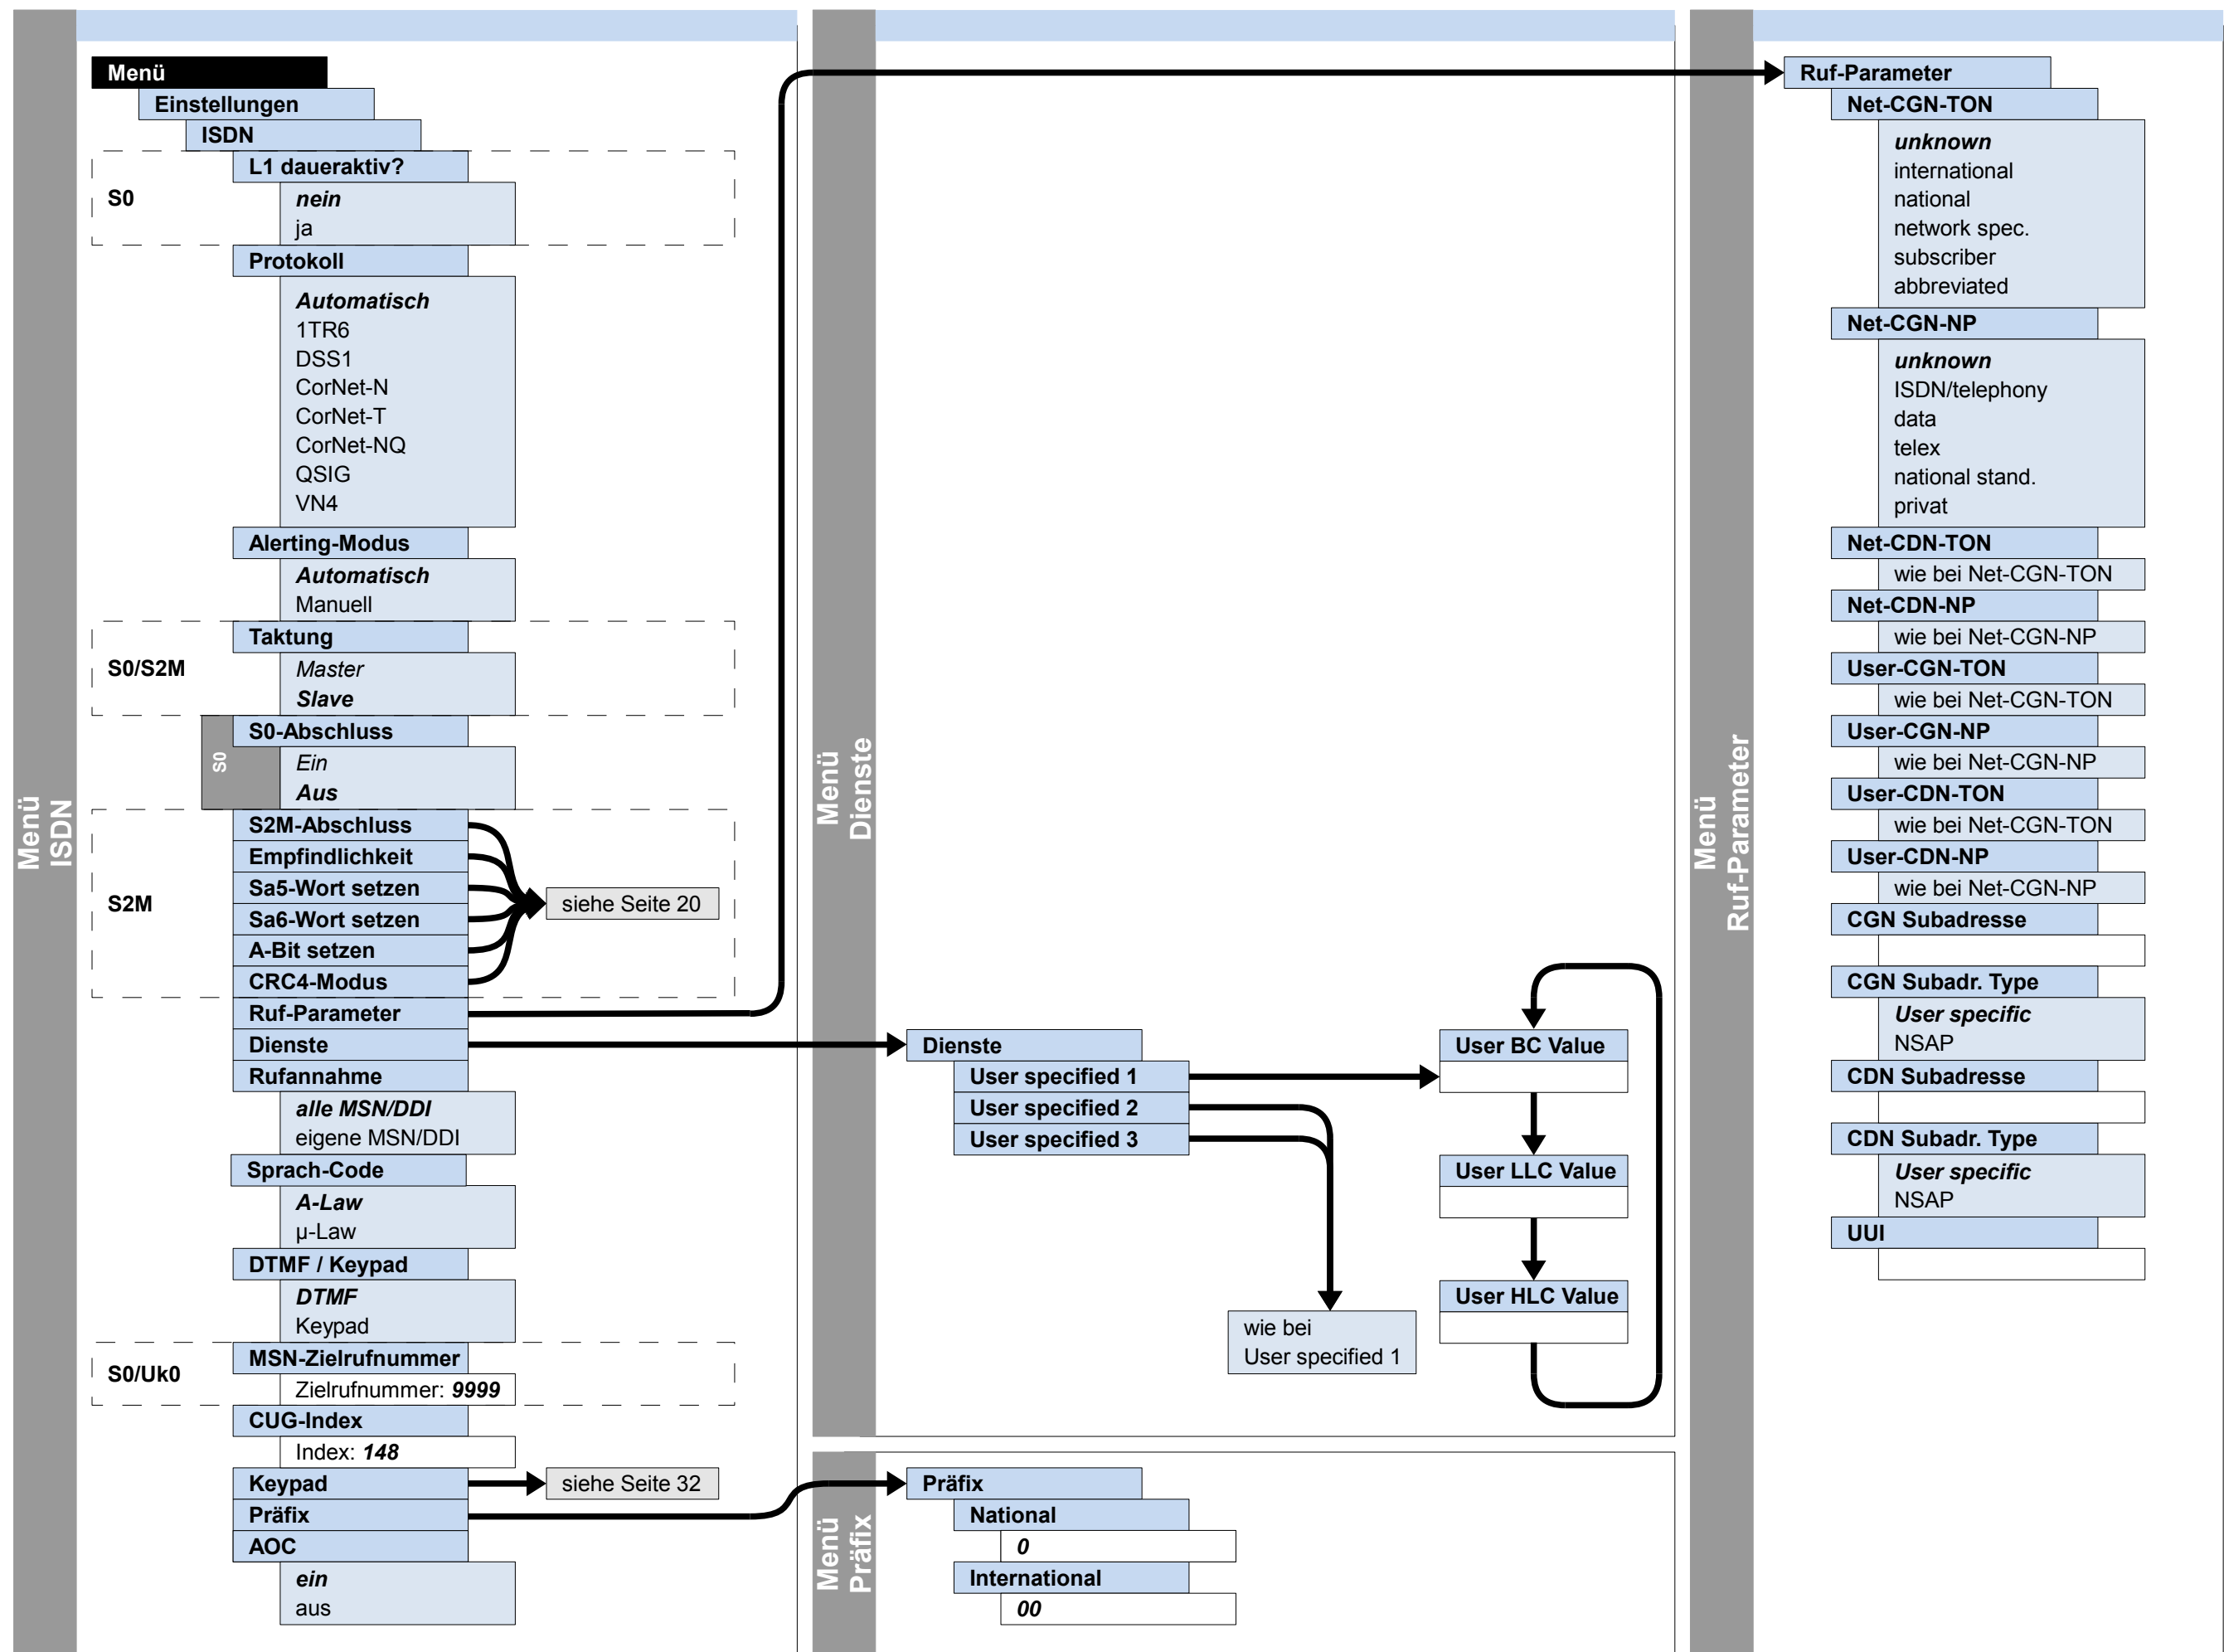 Menü
ISDN
Menü
Einstellungen
ISDN
S0
L1 daueraktiv?
nein
ja
Protokoll
Automatisch
1TR6
DSS1
CorNet-N
CorNet-T
CorNet-NQ
QSIG
VN4
Alerting-Modus
Automatisch
Manuell
S0/S2M
Taktung
Master
Slave
S0
S0-Abschluss
Ein
Aus
S2M
S2M-Abschluss
Empfindlichkeit
Sa5-Wort setzen
Sa6-Wort setzen
A-Bit setzen
CRC4-Modus
siehe Seite 20
Ruf-Parameter
Dienste
Rufannahme
alle MSN/DDI
eigene MSN/DDI
Sprach-Code
A-Law
µ-Law
DTMF / Keypad
DTMF
Keypad
S0/Uk0
MSN-Zielrufnummer
Zielrufnummer: 9999
CUG-Index
Index: 148
Keypad
siehe Seite 32
Präfix
AOC
ein
aus
Menü
Dienste
Dienste
User specified 1
User specified 2
User specified 3
wie bei
User specified 1
User BC Value
User LLC Value
User HLC Value
Menü
Präfix
Präfix
National
0
International
00
Menü
Ruf-Parameter
Ruf-Parameter
Net-CGN-TON
unknown
international
national
network spec.
subscriber
abbreviated
Net-CGN-NP
unknown
ISDN/telephony
data
telex
national stand.
privat
Net-CDN-TON
wie bei Net-CGN-TON
Net-CDN-NP
wie bei Net-CGN-NP
User-CGN-TON
wie bei Net-CGN-TON
User-CGN-NP
wie bei Net-CGN-NP
User-CDN-TON
wie bei Net-CGN-TON
User-CDN-NP
wie bei Net-CGN-NP
CGN Subadresse
CGN Subadr. Type
User specific
NSAP
CDN Subadresse
CDN Subadr. Type
User specific
NSAP
UUI